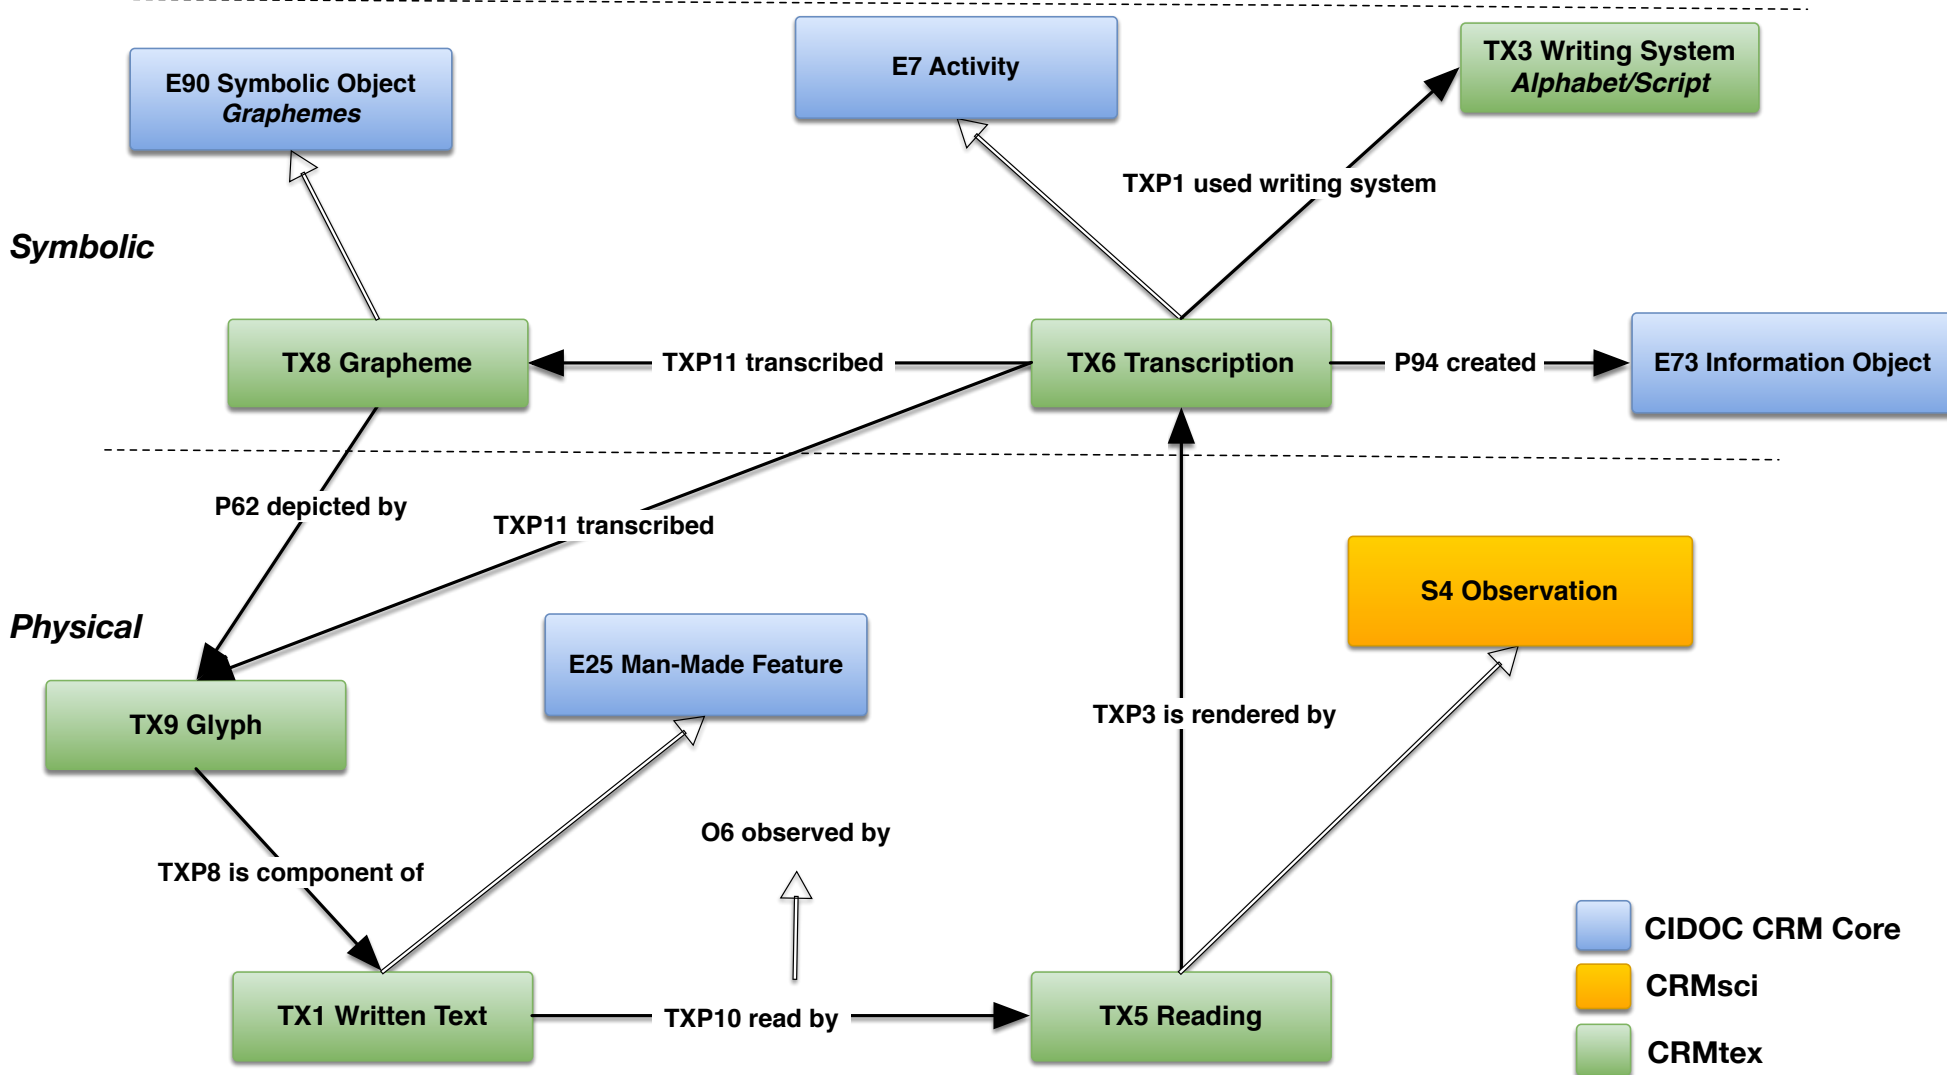 E90 Symbolic Object
Graphemes
E7 Activity
TX3 Writing System
Alphabet/Script
TXP1 used writing system
Symbolic
TX8 Grapheme
TXP11 transcribed
TX6 Transcription
P94 created
E73 Information Object
P62 depicted by
TXP11 transcribed
S4 Observation
Physical
E25 Man-Made Feature
TX9 Glyph
TXP3 is rendered by
O6 observed by
TXP8 is component of
CIDOC CRM Core
CRMsci
TX1 Written Text
TXP10 read by
TX5 Reading
CRMtex